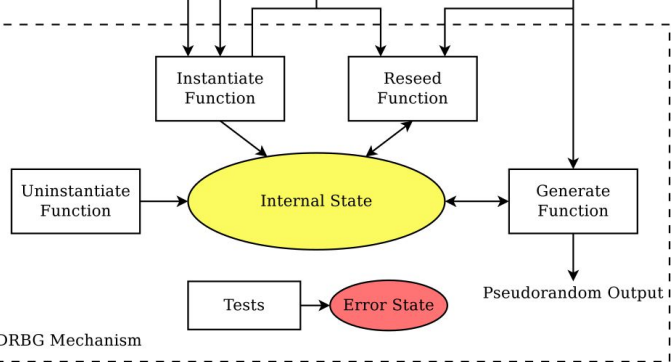 Instantiate
Function
Reseed
Function
Uninstantiate
Function
Internal State
Generate
Function
Tests
Error State
Pseudorandom Output
DRBG Mechanism